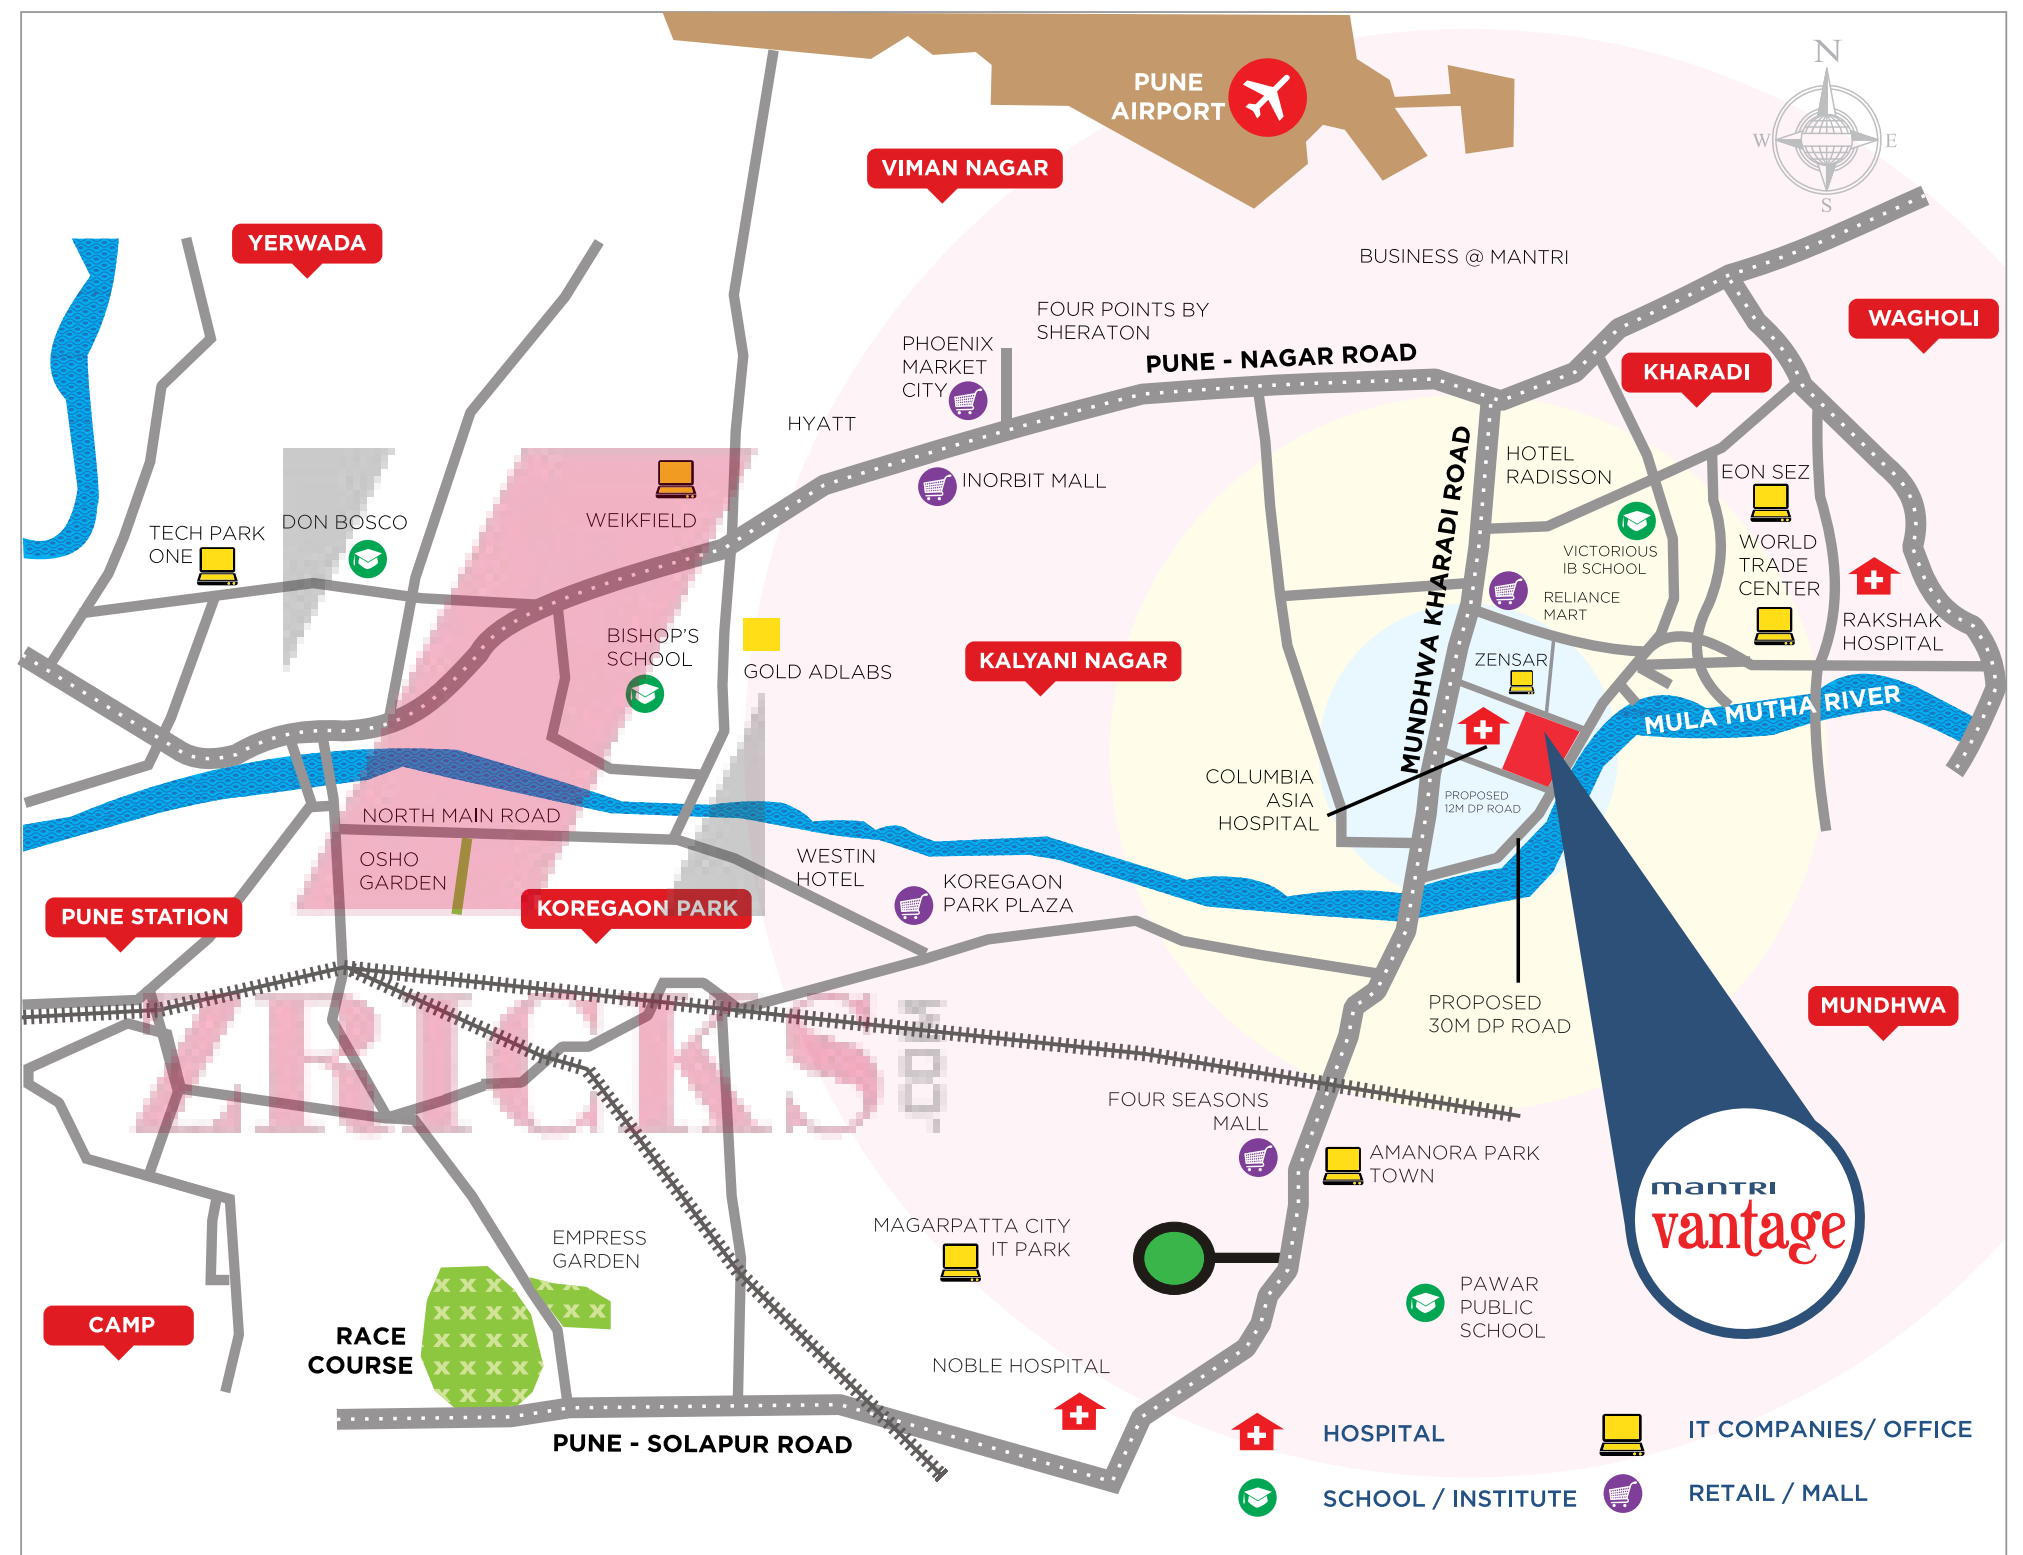 N
W
E
S
PUNE
AIRPORT
VIMAN NAGAR
YERWADA
BUSINESS @ MANTRI
FOUR POINTS BY
SHERATON
WAGHOLI
PHOENIX
MARKET
CITY
PUNE - NAGAR ROAD
KHARADI
HYATT
INORBIT MALL
MUNDHWA KHARADI ROAD
HOTEL
RADISSON
EON SEZ
TECH PARK
ONE
DON BOSCO
WEIKFIELD
VICTORIOUS
IB SCHOOL
WORLD
TRADE
CENTER
RELIANCE
MART
RAKSHAK
HOSPITAL
BISHOP'S
SCHOOL
GOLD ADLABS
KALYANI NAGAR
ZENSAR
MULA MUTHA RIVER
COLUMBIA
ASIA
HOSPITAL
PROPOSED
12M DP ROAD
NORTH MAIN ROAD
OSHO
GARDEN
WESTIN
HOTEL
KOREGAON
PARK PLAZA
KOREGAON PARK
PUNE STATION
PROPOSED
30M DP ROAD
MUNDHWA
ZRICKS
.COM
FOUR SEASONS
MALL
AMANORA PARK
TOWN
mantri
vantage
MAGARPATTA CITY
IT PARK
EMPRESS
GARDEN
PAWAR
PUBLIC
SCHOOL
CAMP
RACE
COURSE
NOBLE HOSPITAL
PUNE - SOLAPUR ROAD
HOSPITAL
IT COMPANIES/ OFFICE
SCHOOL / INSTITUTE
RETAIL / MALL